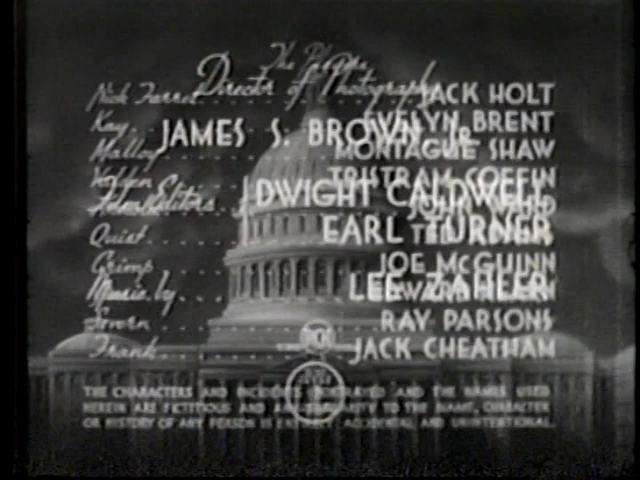 The Players
Director of Photography
Nick Farrel JACK HOLT
Kay EVELYN BRENT
JAMES S. BROWN Jr
Malloy MONTAGUE SHAW
TRISTRAM COFFIN
Film Editors DWIGHT CALDWELL
Quist EARL TURNER
Grimp JOE McGUINN
Music by LEE ZAHLER
RAY PARSONS
Frank JACK CHEATHAM
THE CHARACTERS AND INCIDENTS PORTRAYED AND THE NAMES USED
HEREIN ARE FICTITIOUS AND ANY SIMILARITY TO THE NAME, CHARACTER
OR HISTORY OF ANY PERSON IS ENTIRELY ACCIDENTAL AND UNINTENTIONAL.